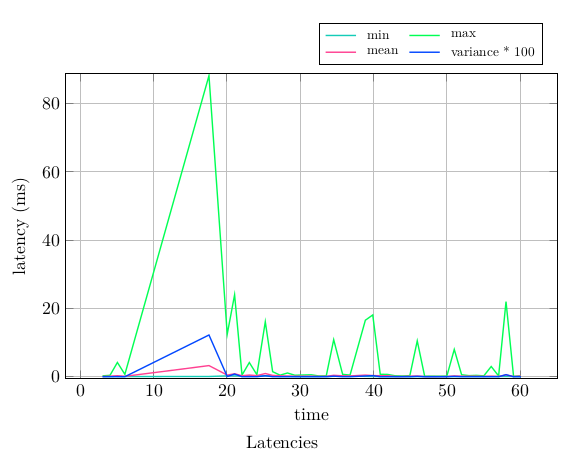 min max
mean variance * 100
80
60
40
20
0
latency (ms)
0 10 20 30 40 50 60
time
Latencies